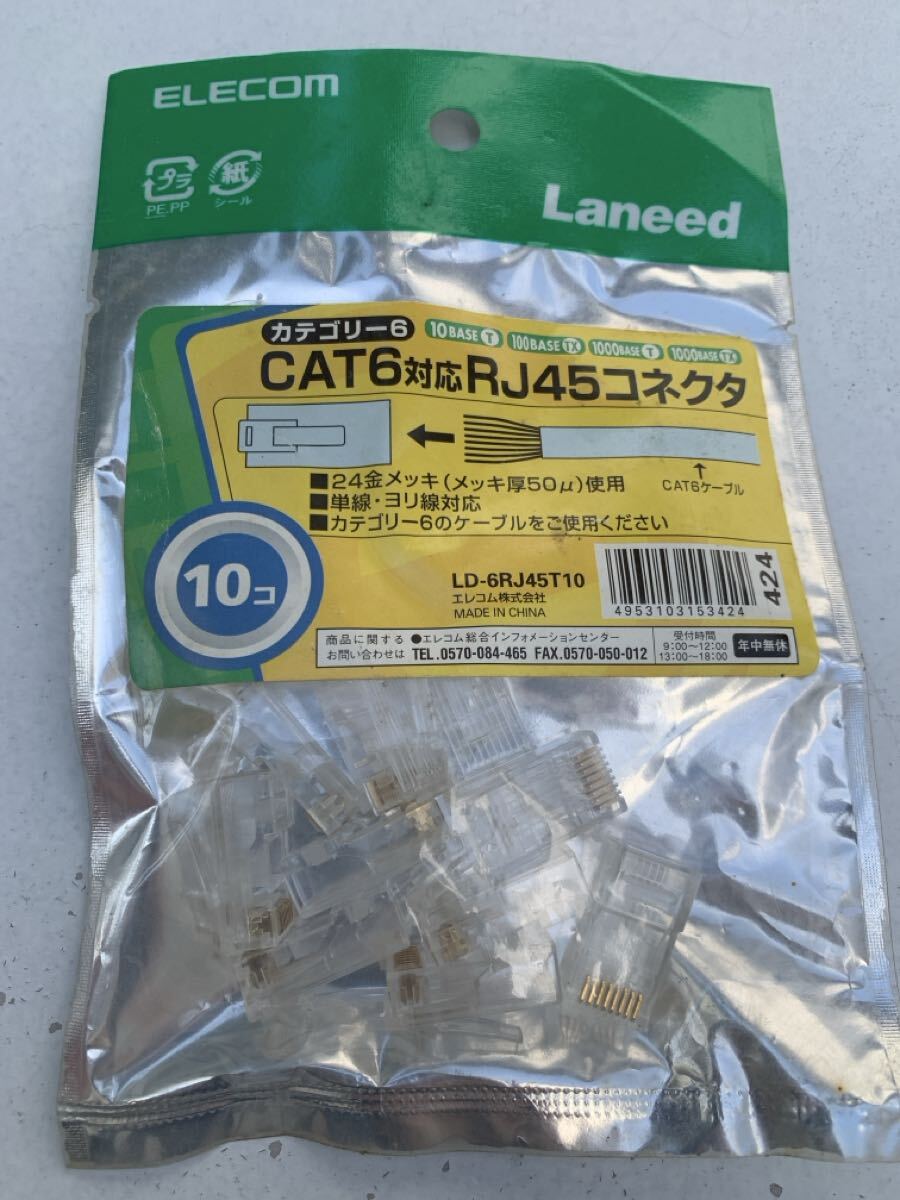 ELECOM
プラ
PE.PP
紙
シール
Laneed
カテゴリー6
10BASE T
100BASE TX
1000BASE T
1000BASE TX
CAT6対応RJ45コネクタ
CAT6ケーブル
■24金メッキ(メッキ厚50μ)使用
■単線・ヨリ線対応
■カテゴリー6のケーブルをご使用ください
10コ
LD-6RJ45T10
エレコム株式会社
MADE IN CHINA
4953103153424
424
商品に関する
お問い合わせは
●エレコム総合インフォメーションセンター
TEL.0570-084-465 FAX.0570-050-012
受付時間
9:00～12:00
13:00～18:00
年中無休